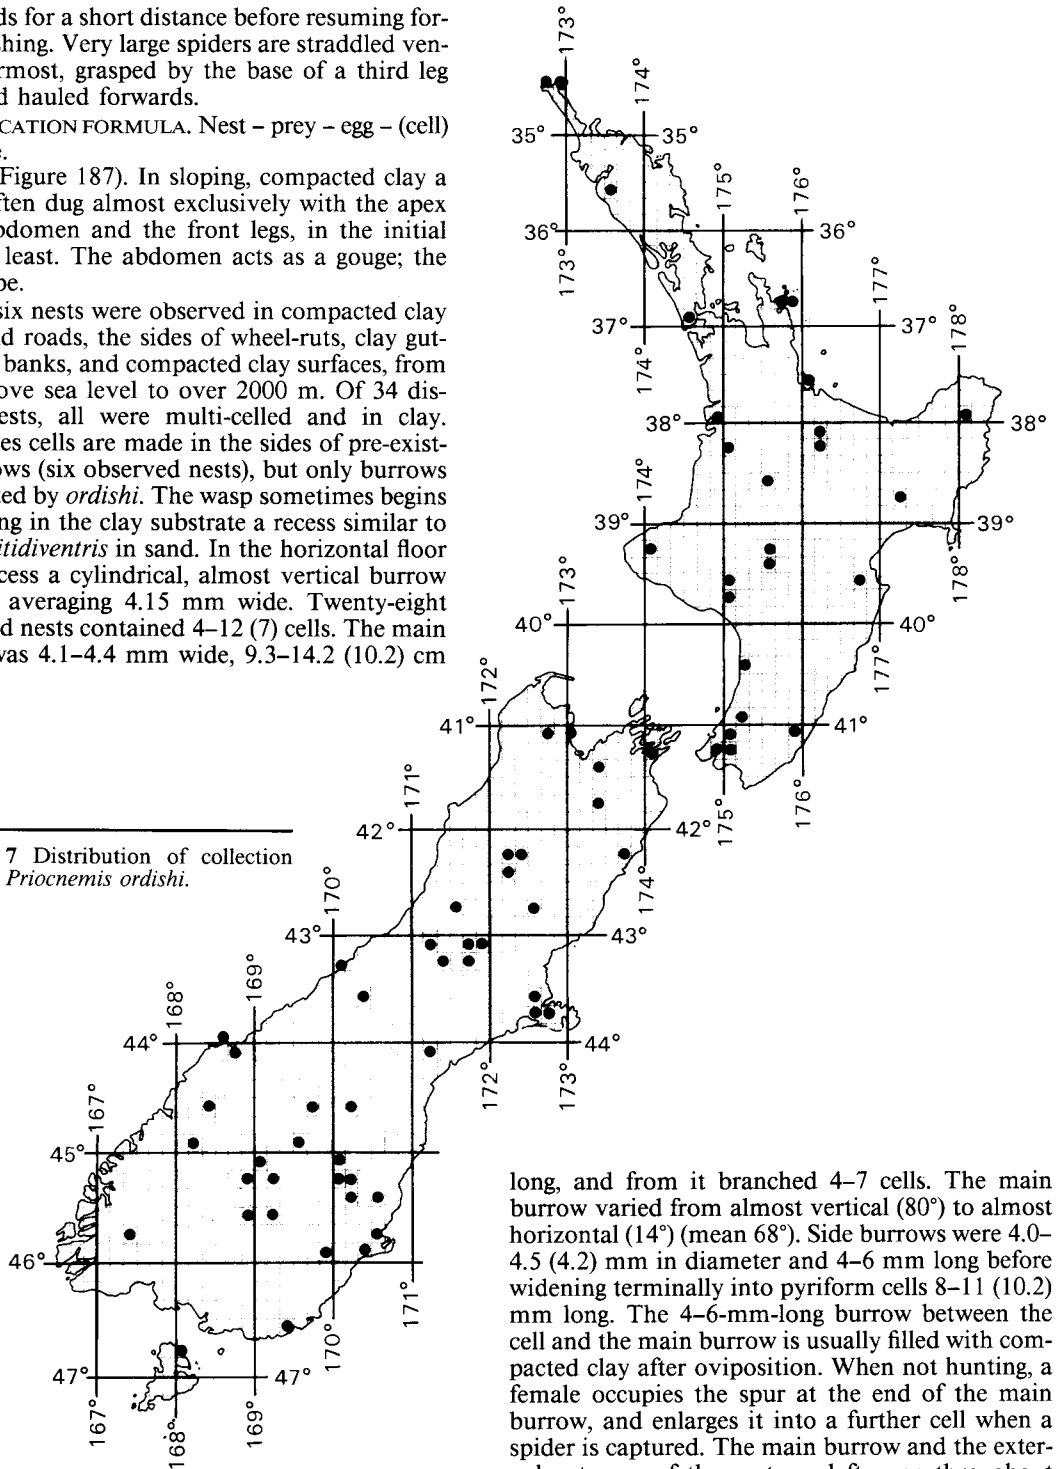 ds for a short distance before resuming for-
hing. Very large spiders are straddled ven-
rmost, grasped by the base of a third leg
d hauled forwards.
CATION FORMULA. Nest – prey – egg – (cell)
Figure 187). In sloping, compacted clay a
ften dug almost exclusively with the apex
bdomen and the front legs, in the initial
least. The abdomen acts as a gouge; the
be.
six nests were observed in compacted clay
d roads, the sides of wheel-ruts, clay gut-
banks, and compacted clay surfaces, from
ove sea level to over 2000 m. Of 34 dis-
ests, all were multi-celled and in clay.
es cells are made in the sides of pre-exist-
ows (six observed nests), but only burrows
ted by ordishi. The wasp sometimes begins
ng in the clay substrate a recess similar to
itidiventris in sand. In the horizontal floor
cess a cylindrical, almost vertical burrow
averaging 4.15 mm wide. Twenty-eight
d nests contained 4–12 (7) cells. The main
was 4.1–4.4 mm wide, 9.3–14.2 (10.2) cm
7 Distribution of collection
Priocnemis ordishi.
173°
174°
35°
35°
175°
176°
36°
36°
173°
177°
37°
37°
178°
174°
38°
38°
174°
39°
39°
173°
178°
40°
40°
177°
172°
41°
41°
171°
176°
175°
42°
42°
170°
174°
43°
43°
169°
168°
44°
44°
172°
173°
167°
45°
46°
171°
170°
47°
47°
167°
168°
169°
long, and from it branched 4–7 cells. The main
burrow varied from almost vertical (80°) to almost
horizontal (14°) (mean 68°). Side burrows were 4.0–
4.5 (4.2) mm in diameter and 4–6 mm long before
widening terminally into pyriform cells 8–11 (10.2)
mm long. The 4–6-mm-long burrow between the
cell and the main burrow is usually filled with com-
pacted clay after oviposition. When not hunting, a
female occupies the spur at the end of the main
burrow, and enlarges it into a further cell when a
spider is captured. The main burrow and the exter-